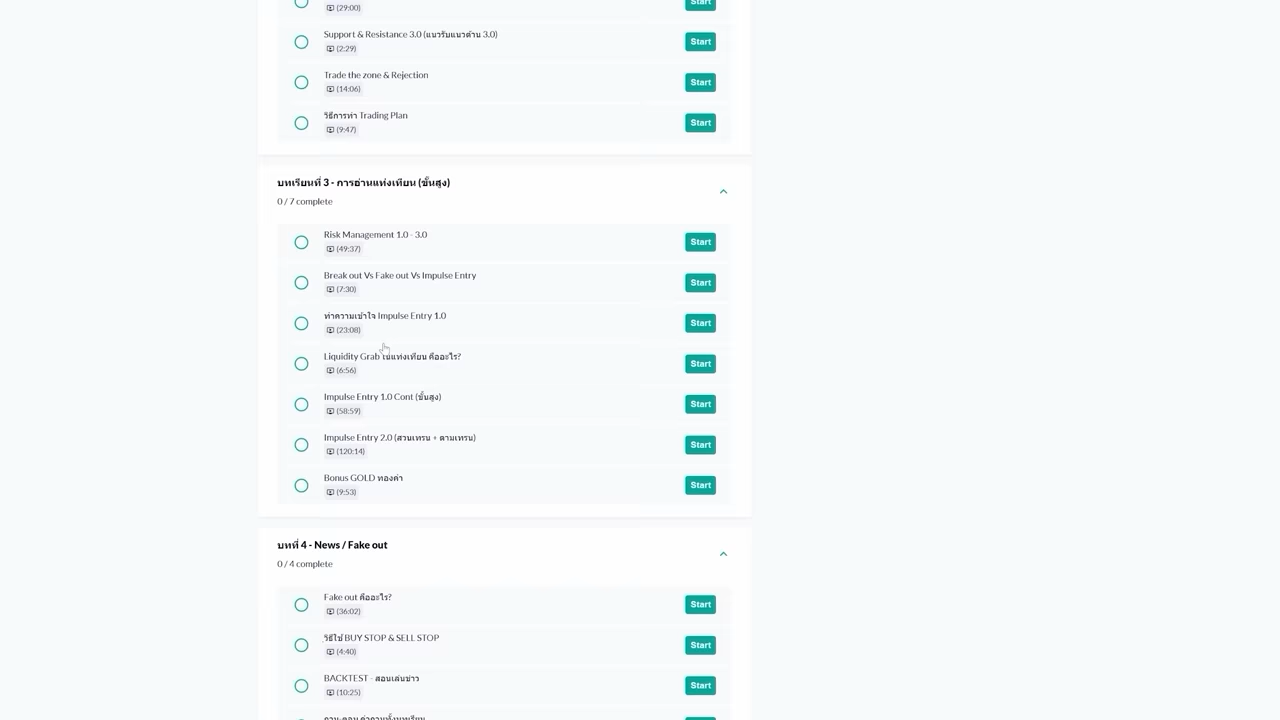 (29:00)
Start
Support & Resistance 3.0 (แนวรับแนวต้าน 3.0)
(2:29)
Start
Trade the zone & Rejection
(14:06)
Start
วิธีการทำ Trading Plan
(9:47)
Start
บทเรียนที่ 3 - การอ่านแท่งเทียน (ขั้นสูง)
0 / 7 complete
Risk Management 1.0 - 3.0
(49:37)
Start
Break out Vs Fake out Vs Impulse Entry
(7:30)
Start
ทำความเข้าใจ Impulse Entry 1.0
(23:08)
Start
Liquidity Grab ในแท่งเทียน คืออะไร?
(6:56)
Start
Impulse Entry 1.0 Cont (ขั้นสูง)
(58:59)
Start
Impulse Entry 2.0 (สวนเทรน + ตามเทรน)
(120:14)
Start
Bonus GOLD ทองคำ
(9:53)
Start
บทที่ 4 - News / Fake out
0 / 4 complete
Fake out คืออะไร?
(36:02)
Start
วิธีใช้ BUY STOP & SELL STOP
(4:40)
Start
BACKTEST - สอนเล่นข่าว
(10:25)
Start